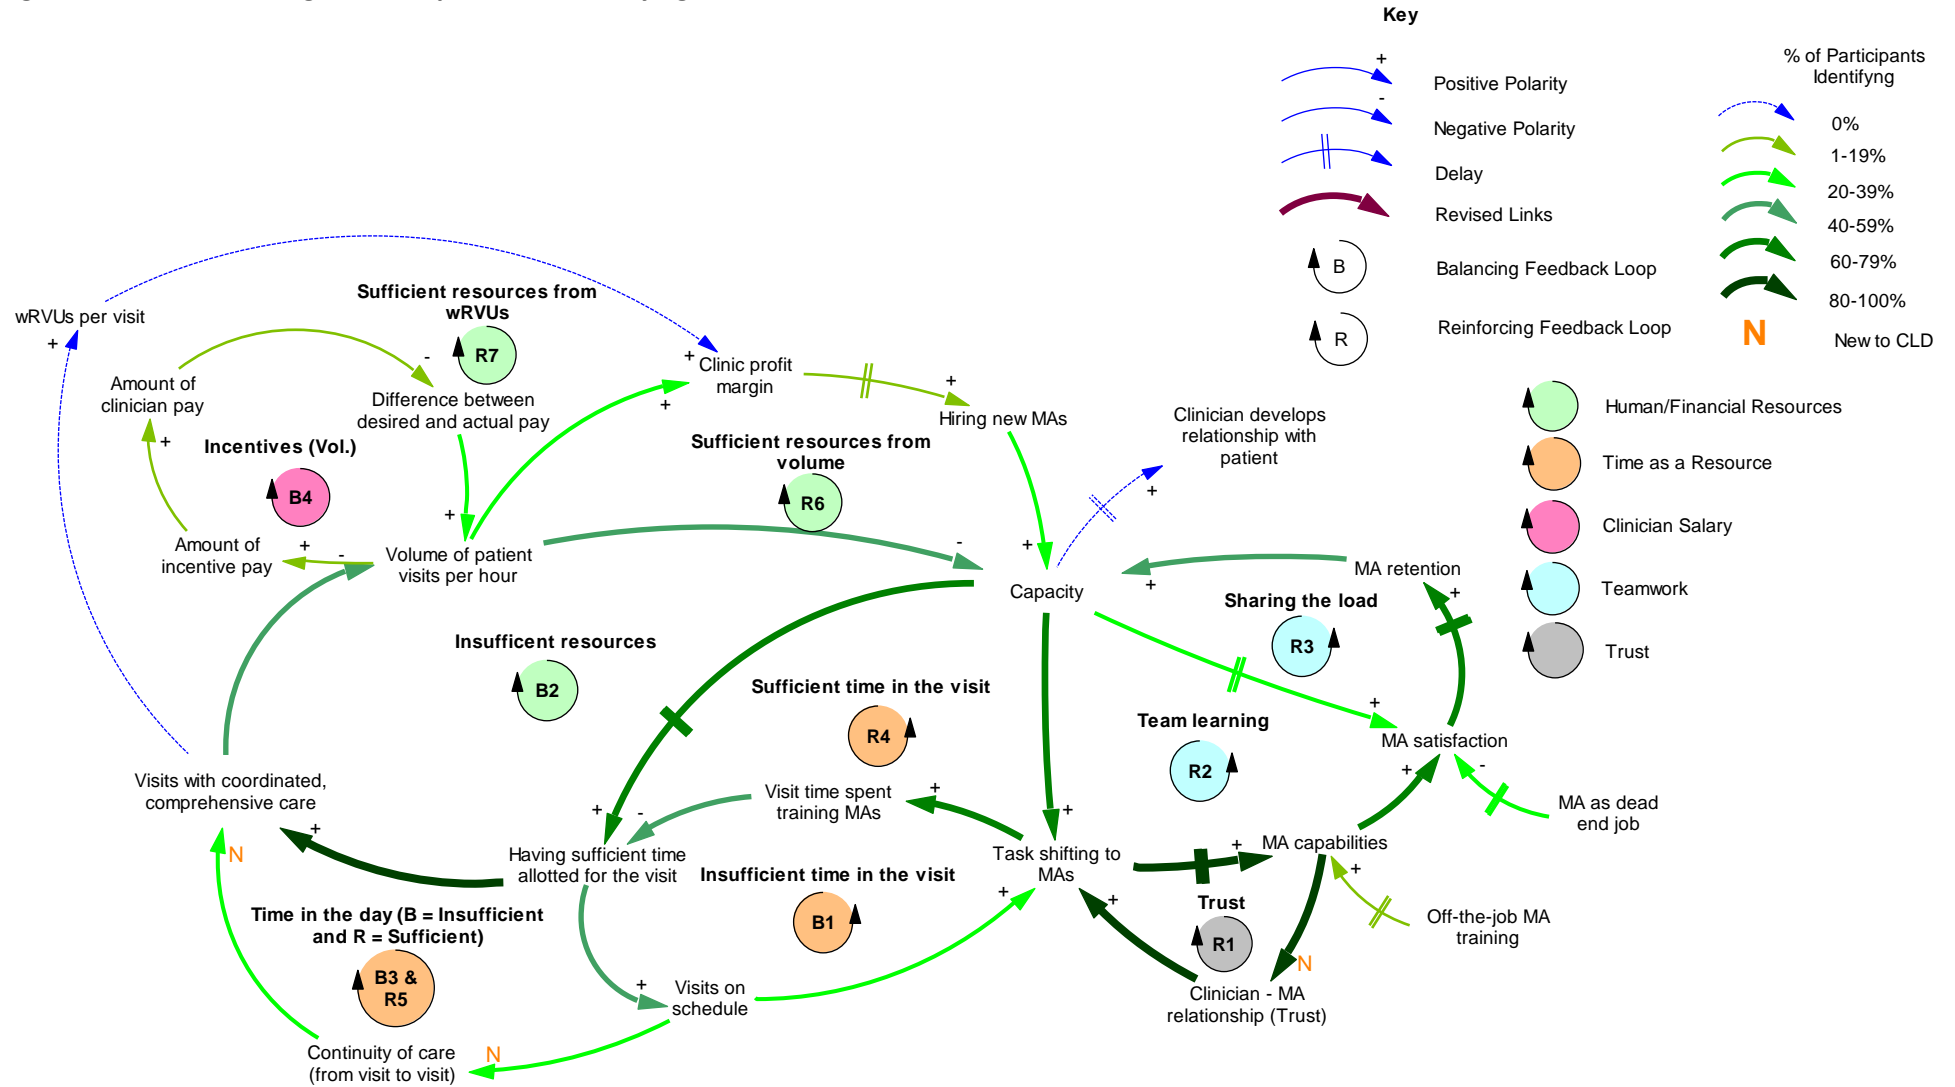 Key
+
Positive Polarity
-
Negative Polarity
Delay
Revised Links
B
Balancing Feedback Loop
R
Reinforcing Feedback Loop
% of Participants
Identifyng
0%
1-19%
20-39%
40-59%
60-79%
80-100%
N
New to CLD
Human/Financial Resources
Time as a Resource
Clinician Salary
Teamwork
Trust
wRVUs per visit
+
Sufficient resources from
wRVUs
R7
Amount of
clinician pay
+
-
Difference between
desired and actual pay
+
Clinic profit
margin
+
+
Hiring new MAs
Clinician develops
relationship with
patient
+
Incentives (Vol.)
B4
Sufficient resources from
volume
R6
Amount of
incentive pay
+
-
+
Volume of patient
visits per hour
-
+
Capacity
+
MA retention
+
Sharing the load
R3
Insufficent resources
B2
Sufficient time in the visit
R4
Team learning
R2
+
MA satisfaction
+
-
MA as dead
end job
Visits with coordinated,
comprehensive care
+
N
Visit time spent
training MAs
+
+
-
Having sufficient time
allotted for the visit
+
Task shifting to
MAs
+
+
+
MA capabilities
+
Off-the-job MA
training
Insufficient time in the visit
B1
Trust
R1
N
Clinician - MA
relationship (Trust)
Time in the day (B = Insufficient
and R = Sufficient)
B3 &
R5
+
Visits on
schedule
N
Continuity of care
(from visit to visit)